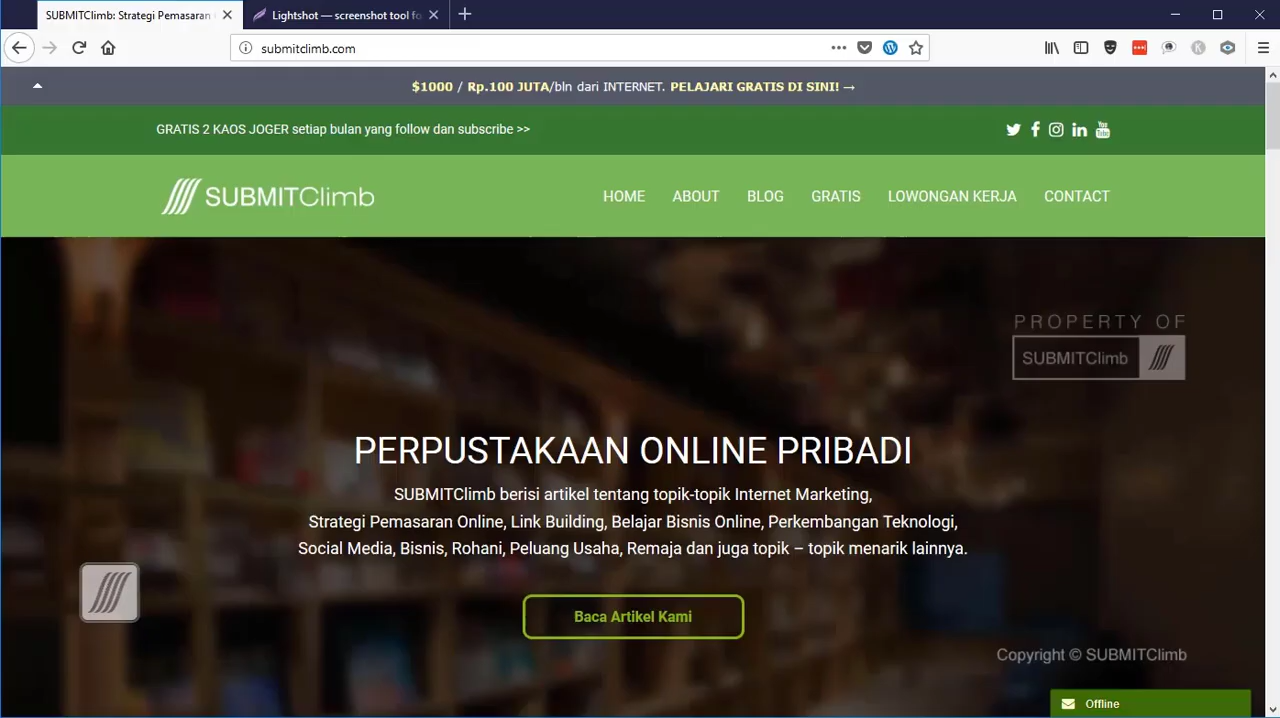 SUBMITClimb: Strategi Pemasaran
Lightshot — screenshot tool fo
submitclimb.com
$1000 / Rp.100 JUTA/bln dari INTERNET. PELAJARI GRATIS DI SINI! →
GRATIS 2 KAOS JOGER setiap bulan yang follow dan subscribe >>
You Tube
SUBMITClimb
HOME ABOUT BLOG GRATIS LOWONGAN KERJA CONTACT
PROPERTY OF
SUBMITClimb
PERPUSTAKAAN ONLINE PRIBADI
SUBMITClimb berisi artikel tentang topik-topik Internet Marketing,
Strategi Pemasaran Online, Link Building, Belajar Bisnis Online, Perkembangan Teknologi,
Social Media, Bisnis, Rohani, Peluang Usaha, Remaja dan juga topik – topik menarik lainnya.
Baca Artikel Kami
Copyright © SUBMITClimb
Offline